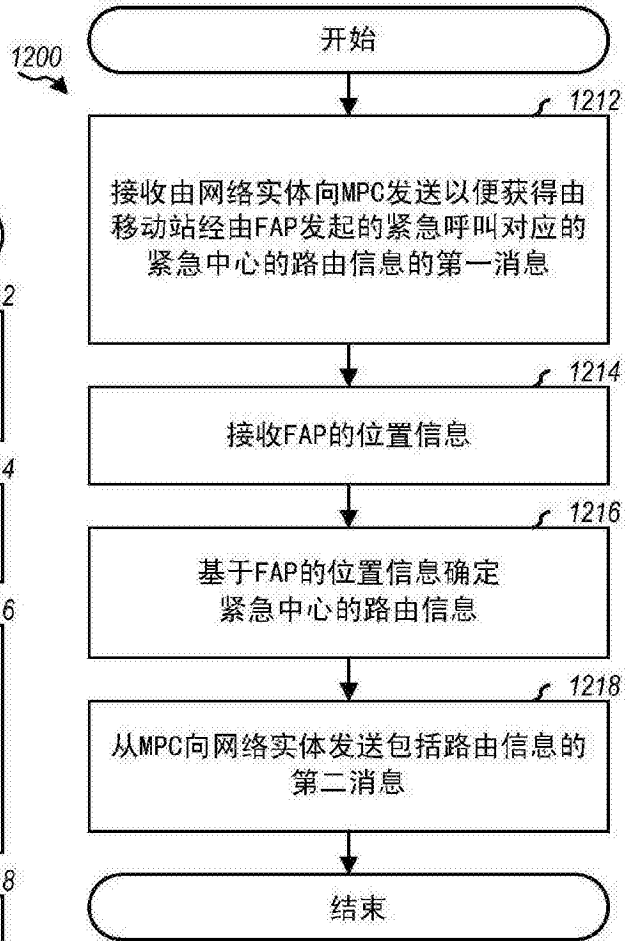 开始
1200
1212
接收由网络实体向MPC发送以便获得由
移动站经由FAP发起的紧急呼叫对应的
紧急中心的路由信息的第一消息
2
1214
接收FAP的位置信息
4
1216
基于FAP的位置信息确定
紧急中心的路由信息
6
1218
从MPC向网络实体发送包括路由信息的
第二消息
8
结束